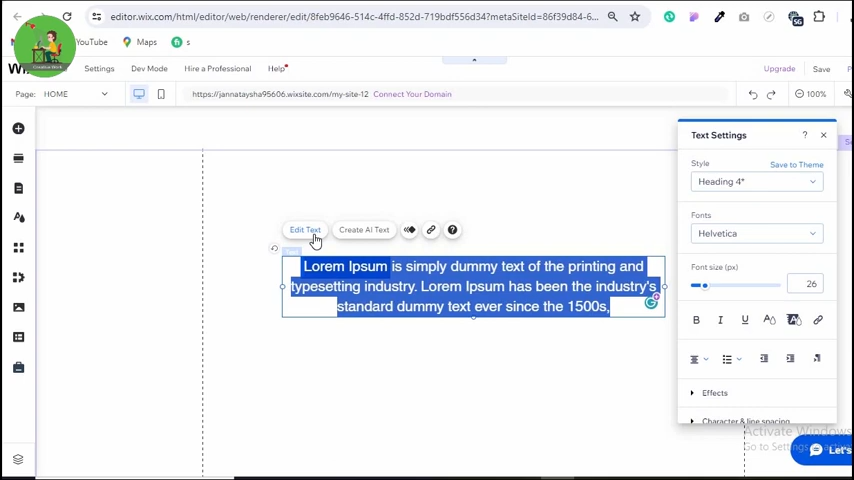 editor.wix.com/html/editor/web/renderer/edit/8feb9646-514c-4ffd-852d-719bdf556d34?metaSiteId=86f39d84-6...
YouTube
Maps
s
Settings
Dev Mode
Hire a Professional
Help
Upgrade
Save
Page: HOME
https://jannataysha95606.wixsite.com/my-site-12 Connect Your Domain
100%
Text Settings
?
Style
Save to Theme
Heading 4*
Fonts
Helvetica
Font size (px)
26
B I U
Effects
Character & line spacing
Edit Text
Create AI Text
Text
Lorem Ipsum is simply dummy text of the printing and
typesetting industry. Lorem Ipsum has been the industry's
standard dummy text ever since the 1500s,
Activate Windows
Let's